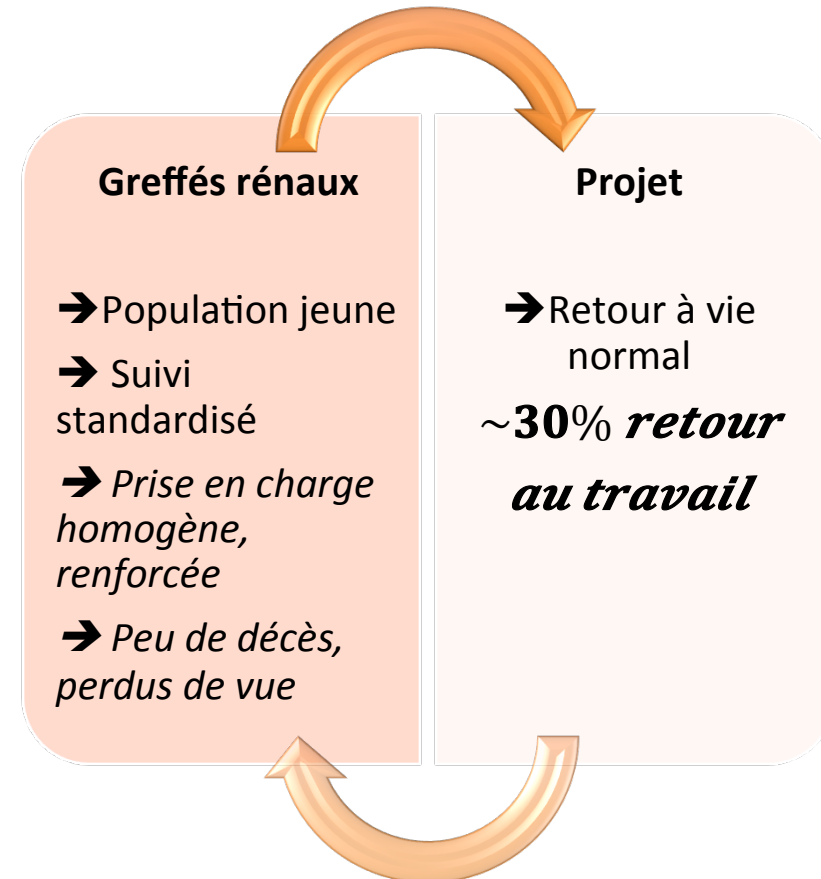 Greffés rénaux
➔Population jeune
➔ Suivi
standardisé
➔ Prise en charge
homogène,
renforcée
➔ Peu de décès,
perdus de vue
Projet
➔Retour à vie
normal
~30% retour
au travail